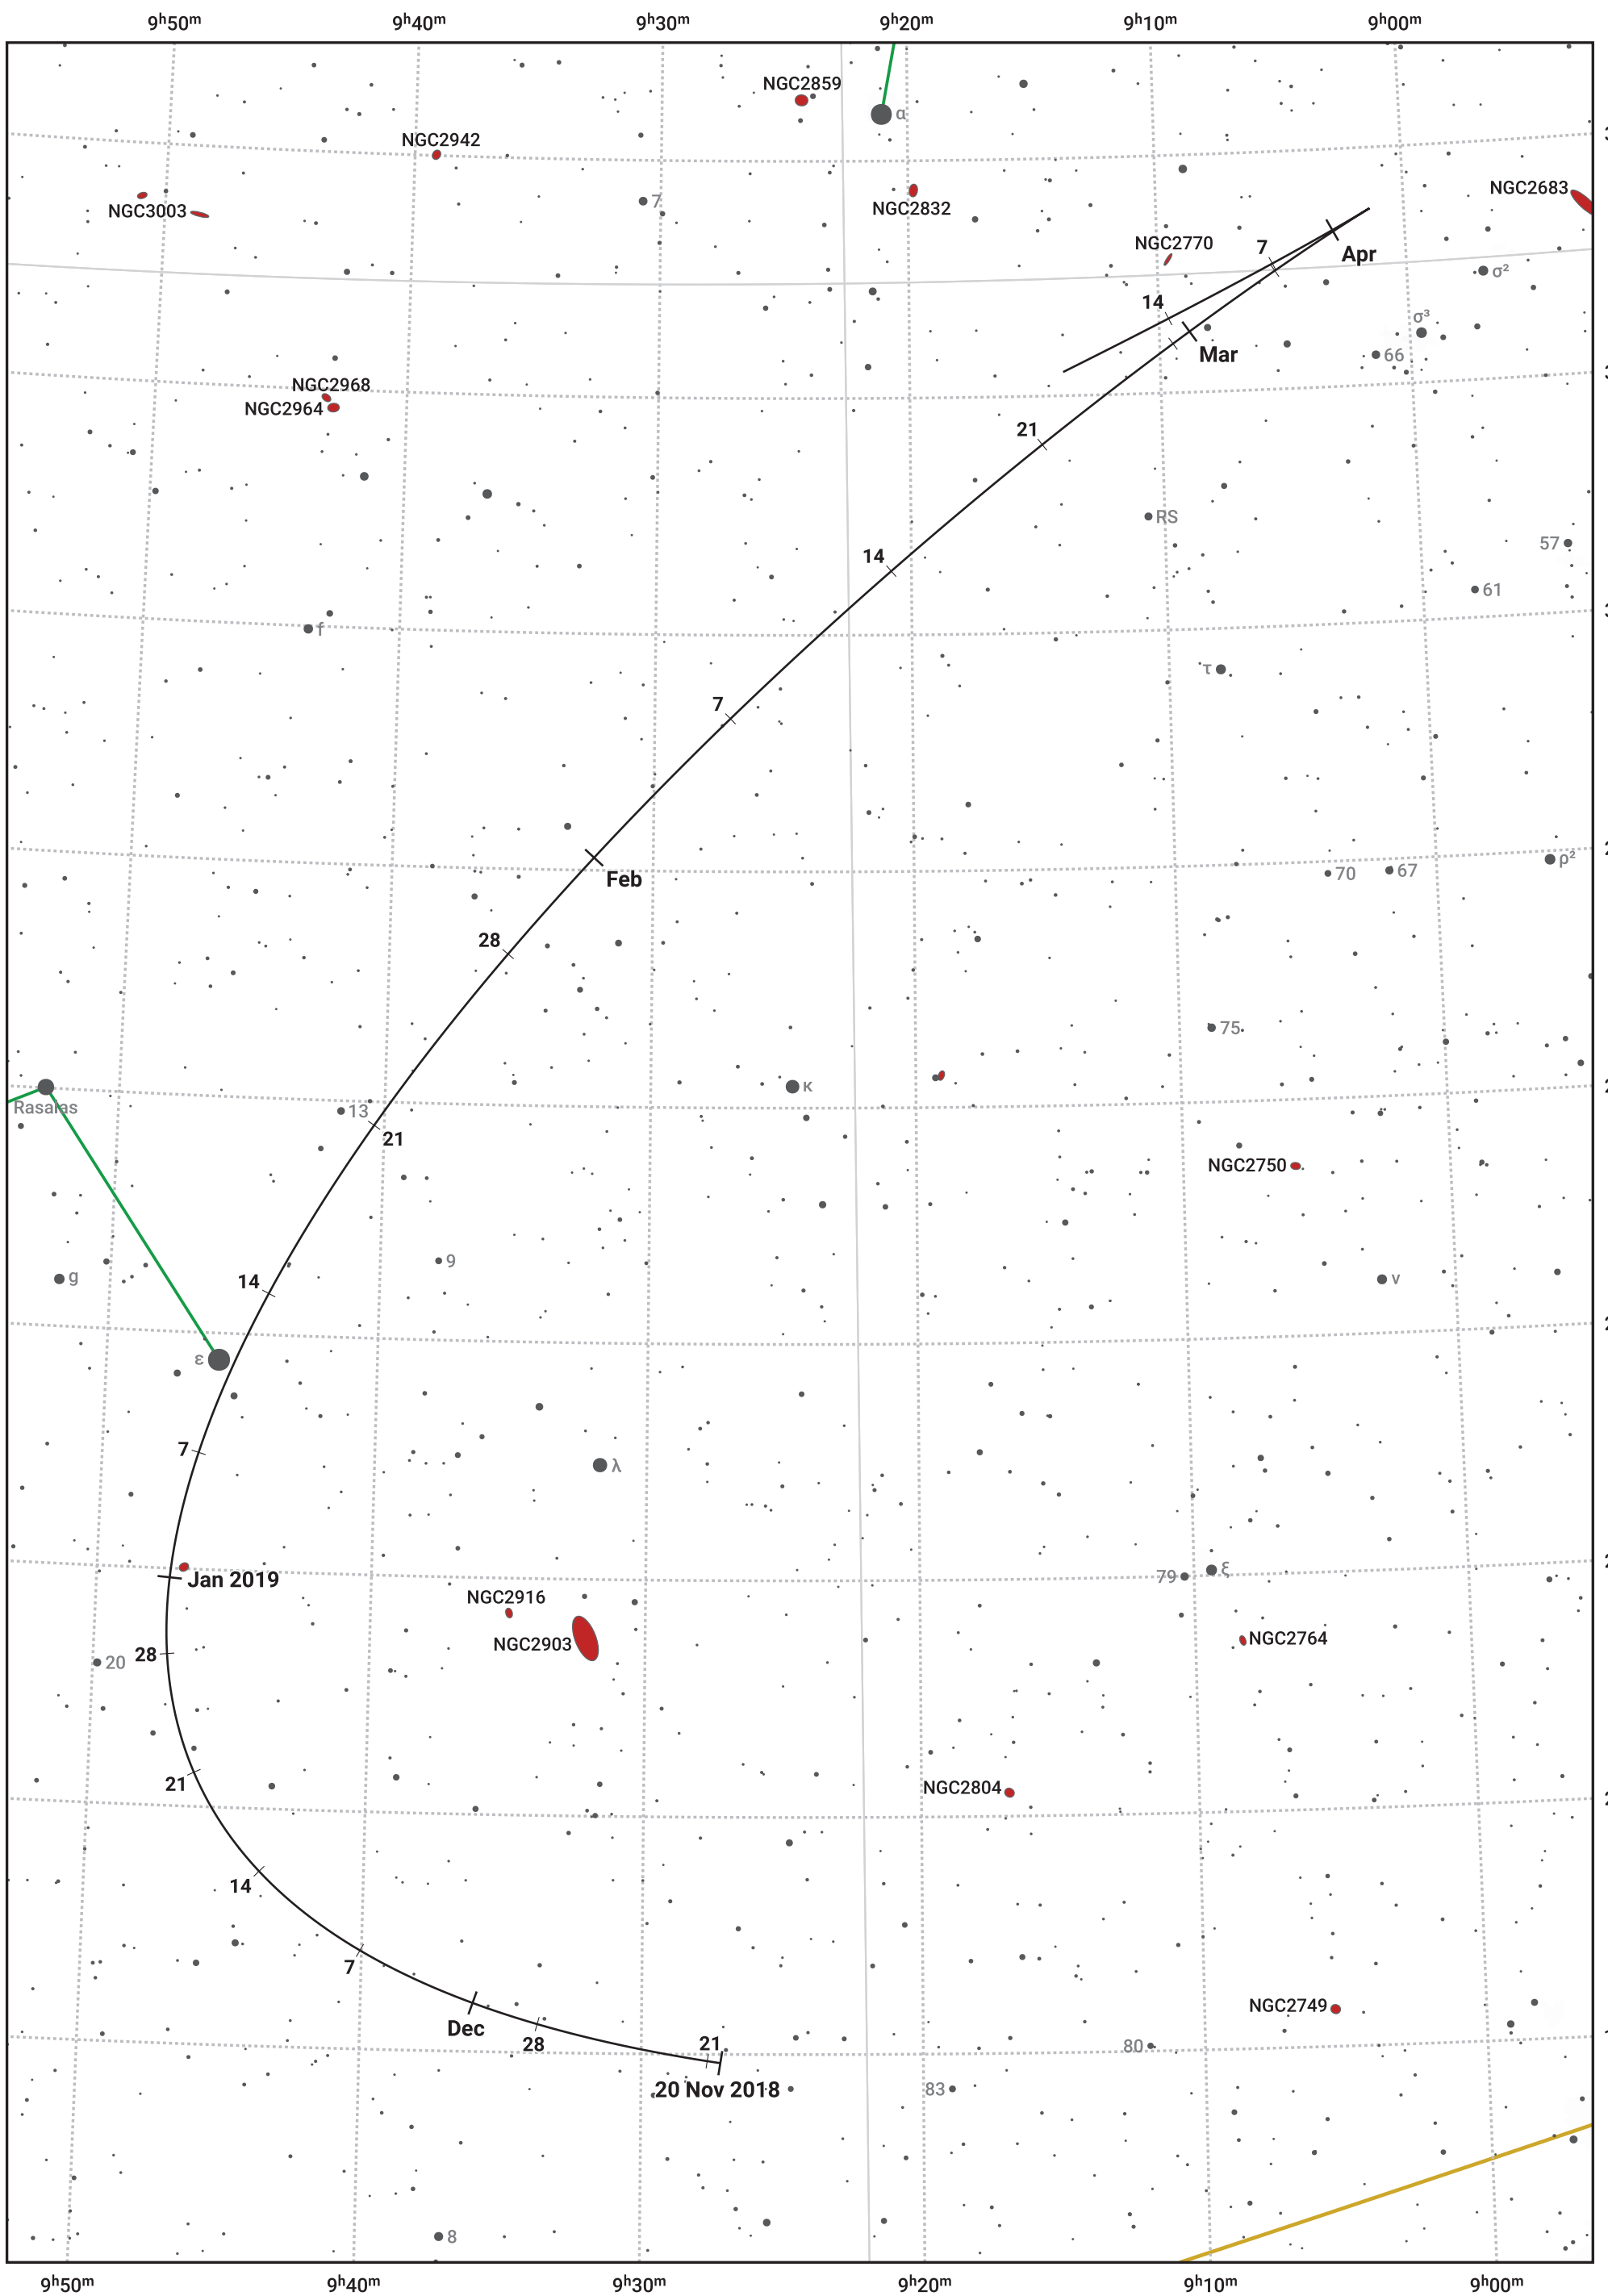 9h50m
9h40m
9h30m
9h20m
9h10m
9h00m
NGC2859
α
NGC2942
NGC3003
7
NGC2832
NGC2683
NGC2770
7
Apr
σ²
14
σ³
Mar
66
NGC2968
NGC2964
21
RS
14
57
61
f
τ
7
Feb
70
67
ρ²
28
75
κ
Rasalas
13
21
NGC2750
9
14
g
ν
ε
7
λ
Jan 2019
79
ξ
NGC2916
NGC2903
NGC2764
28
20
21
NGC2804
14
7
Dec
28
21
NGC2749
80
20 Nov 2018
83
8
9h50m
9h40m
9h30m
9h20m
9h10m
9h00m